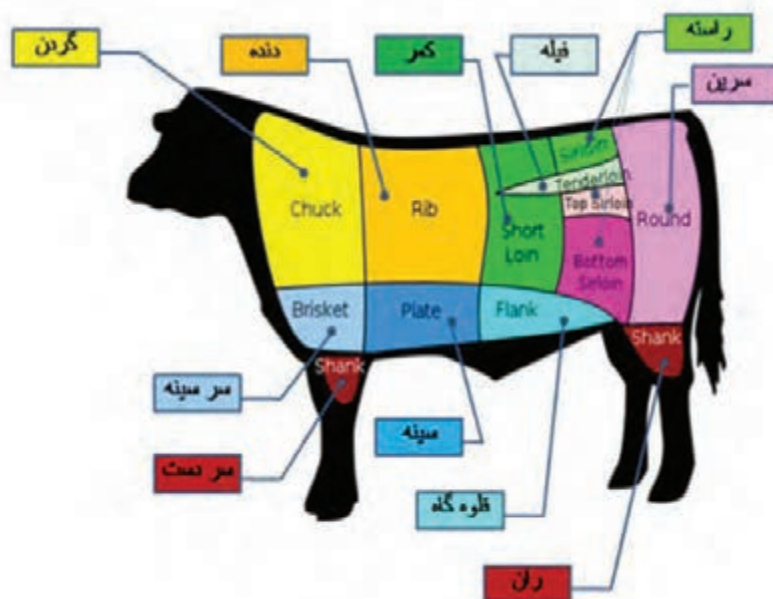 گردن
دنده
کمر
فیله
راسته
سرین
Sirloin
Tenderloin
Top Sirloin
Chuck
Rib
Short
Loin
Bottom
Sirloin
Round
Brisket
Plate
Flank
Shank
Shank
سر سینه
سینه
سر دست
قلوه گاه
ران